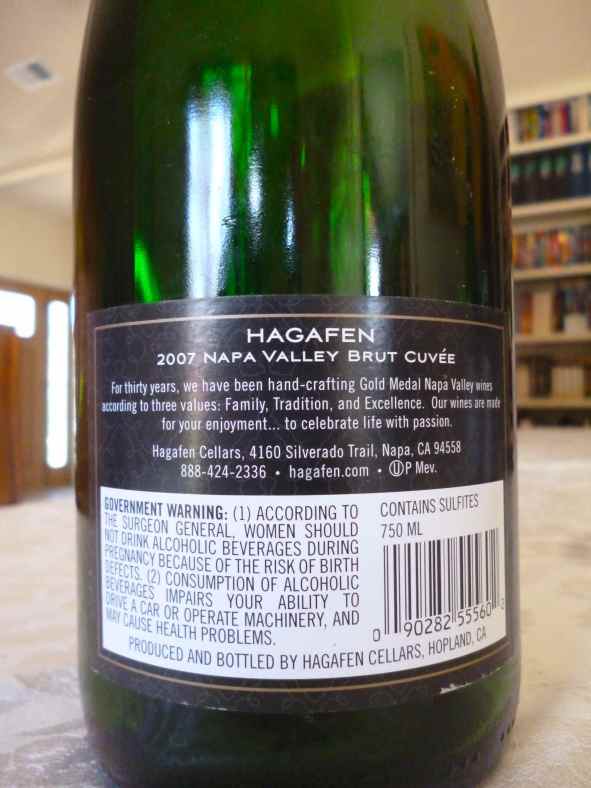 HAGAFEN
2007 NAPA VALLEY BRUT CUVÉE
For thirty years, we have been hand-crafting Gold Medal Napa Valley wines
according to three values: Family, Tradition, and Excellence. Our wines are made
for your enjoyment... to celebrate life with passion.
Hagafen Cellars, 4160 Silverado Trail, Napa, CA 94558
888-424-2336 • hagafen.com • ⓊP Mev.
GOVERNMENT WARNING: (1) ACCORDING TO
THE SURGEON GENERAL, WOMEN SHOULD
NOT DRINK ALCOHOLIC BEVERAGES DURING
PREGNANCY BECAUSE OF THE RISK OF BIRTH
DEFECTS. (2) CONSUMPTION OF ALCOHOLIC
BEVERAGES IMPAIRS YOUR ABILITY TO
DRIVE A CAR OR OPERATE MACHINERY, AND
MAY CAUSE HEALTH PROBLEMS.
CONTAINS SULFITES
750 ML
0 90282 55560 3
PRODUCED AND BOTTLED BY HAGAFEN CELLARS, HOPLAND, CA